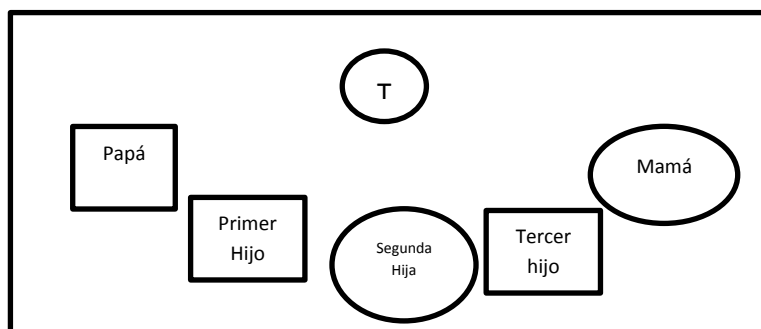 T
Papá
Mamá
Primer
Hijo
Segunda
Hija
Tercer
hijo